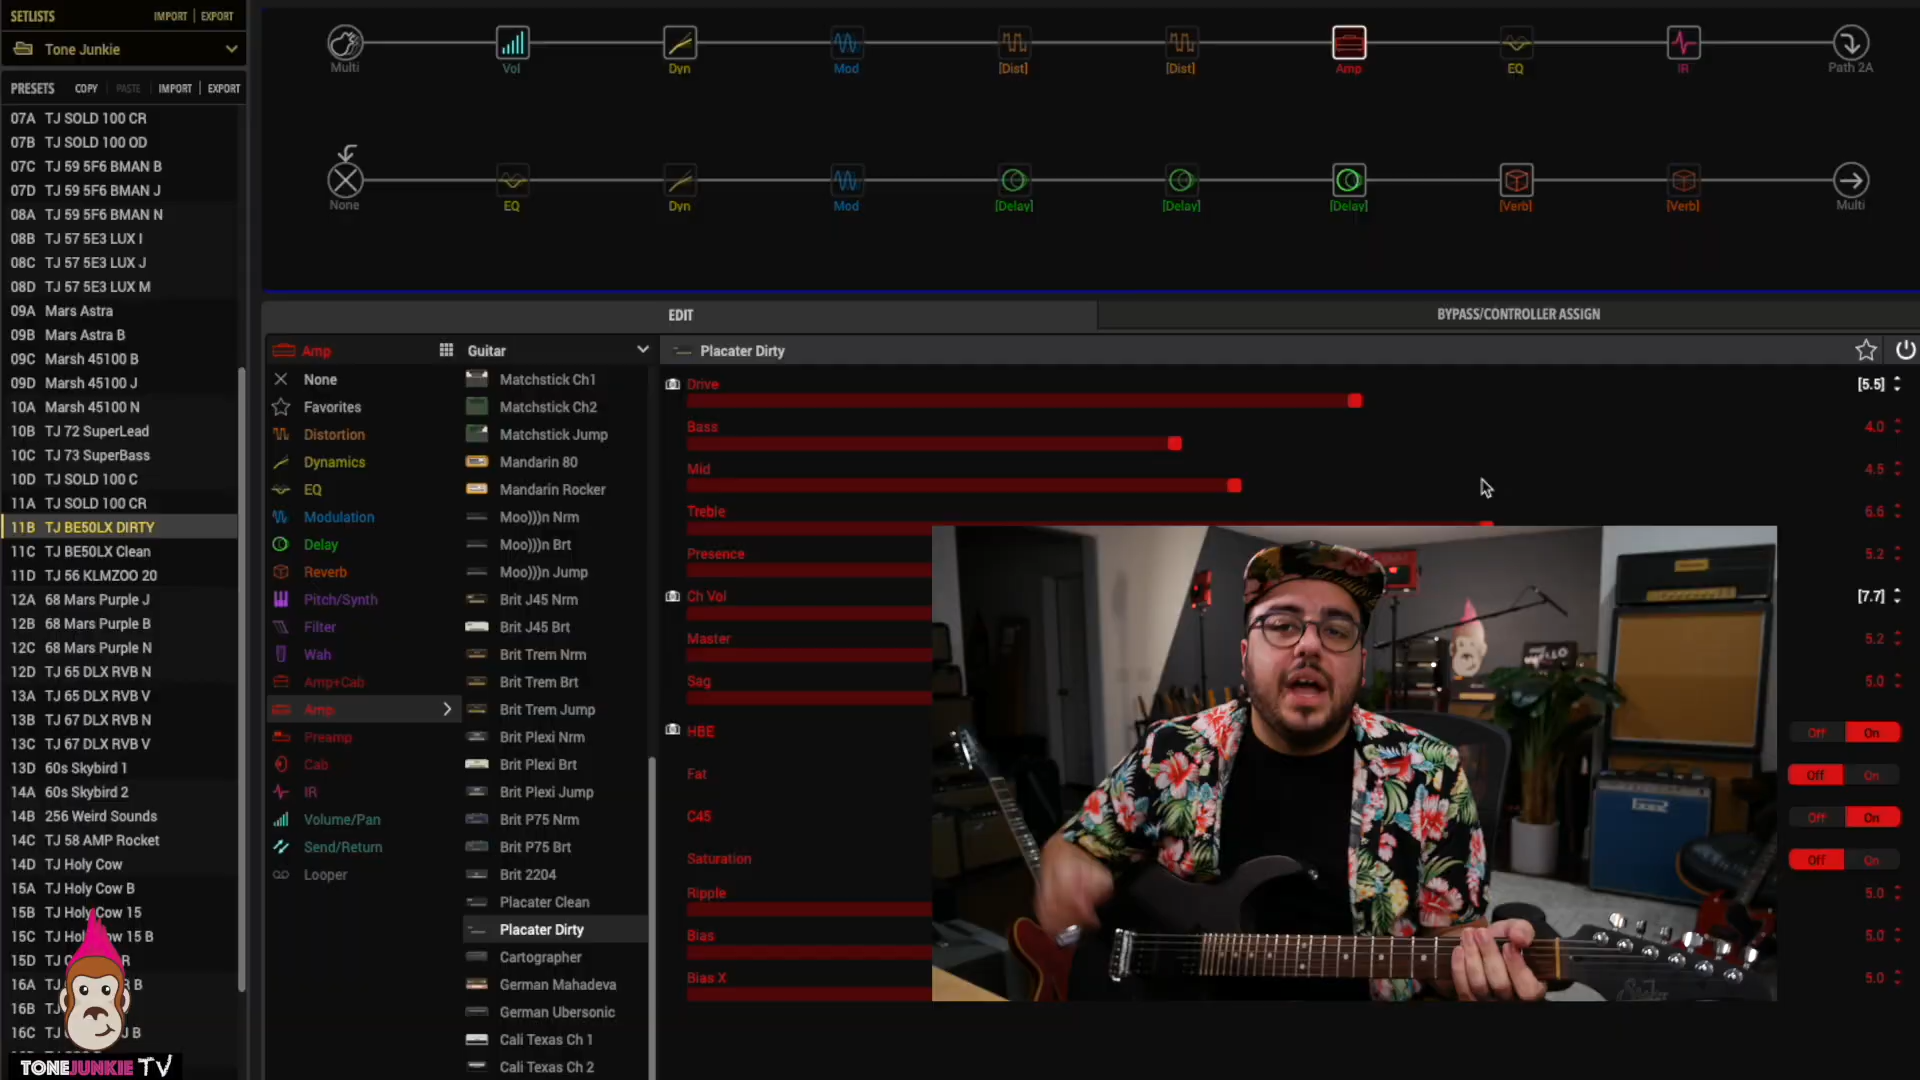 SETLISTS
IMPORT | EXPORT
Tone Junkie
PRESETS
COPY | PASTE | IMPORT | EXPORT
07A TJ SOLD 100 CR
07B TJ SOLD 100 OD
07C TJ 59 5F6 BMAN B
07D TJ 59 5F6 BMAN J
08A TJ 59 5F6 BMAN N
08B TJ 57 5E3 LUX I
08C TJ 57 5E3 LUX J
08D TJ 57 5E3 LUX M
09A Mars Astra
09B Mars Astra B
09C Marsh 45100 B
09D Marsh 45100 J
10A Marsh 45100 N
10B TJ 72 SuperLead
10C TJ 73 SuperBass
10D TJ SOLD 100 C
11A TJ SOLD 100 CR
11B TJ BE50LX DIRTY
11C TJ BE50LX Clean
11D TJ 56 KLMZOO 20
12A 68 Mars Purple J
12B 68 Mars Purple B
12C 68 Mars Purple N
12D TJ 65 DLX RVB N
13A TJ 65 DLX RVB V
13B TJ 67 DLX RVB N
13C TJ 67 DLX RVB V
13D 60s Skybird 1
14A 60s Skybird 2
14B 256 Weird Sounds
14C TJ 58 AMP Rocket
14D TJ Holy Cow
15A TJ Holy Cow B
15B TJ Holy Cow 15
15C TJ Holy Cow 15 B
15D
16A
16B
16C
TONEJUNKIE TV
Multi
Vol
Dyn
Mod
[Dist]
[Dist]
Amp
EQ
IR
Path 2A
None
EQ
Dyn
Mod
[Delay]
[Delay]
[Delay]
[Verb]
[Verb]
Multi
EDIT
BYPASS/CONTROLLER ASSIGN
Amp
None
Favorites
Distortion
Dynamics
EQ
Modulation
Delay
Reverb
Pitch/Synth
Filter
Wah
Amp+Cab
Amp
Preamp
Cab
IR
Volume/Pan
Send/Return
Looper
Guitar
Matchstick Ch1
Matchstick Ch2
Matchstick Jump
Mandarin 80
Mandarin Rocker
Moo)))n Nrm
Moo)))n Brt
Moo)))n Jump
Brit J45 Nrm
Brit J45 Brt
Brit Trem Nrm
Brit Trem Brt
Brit Trem Jump
Brit Plexi Nrm
Brit Plexi Brt
Brit Plexi Jump
Brit P75 Nrm
Brit P75 Brt
Brit 2204
Placater Clean
Placater Dirty
Cartographer
German Mahadeva
German Ubersonic
Cali Texas Ch 1
Cali Texas Ch 2
Placater Dirty
Drive [5.5]
Bass 4.0
Mid 4.5
Treble 6.6
Presence 5.2
Ch Vol [7.7]
Master 5.2
Sag 5.0
HBE Off On
Fat Off On
C45 Off On
Saturation Off On
Ripple 5.0
Bias 5.0
Bias X 5.0